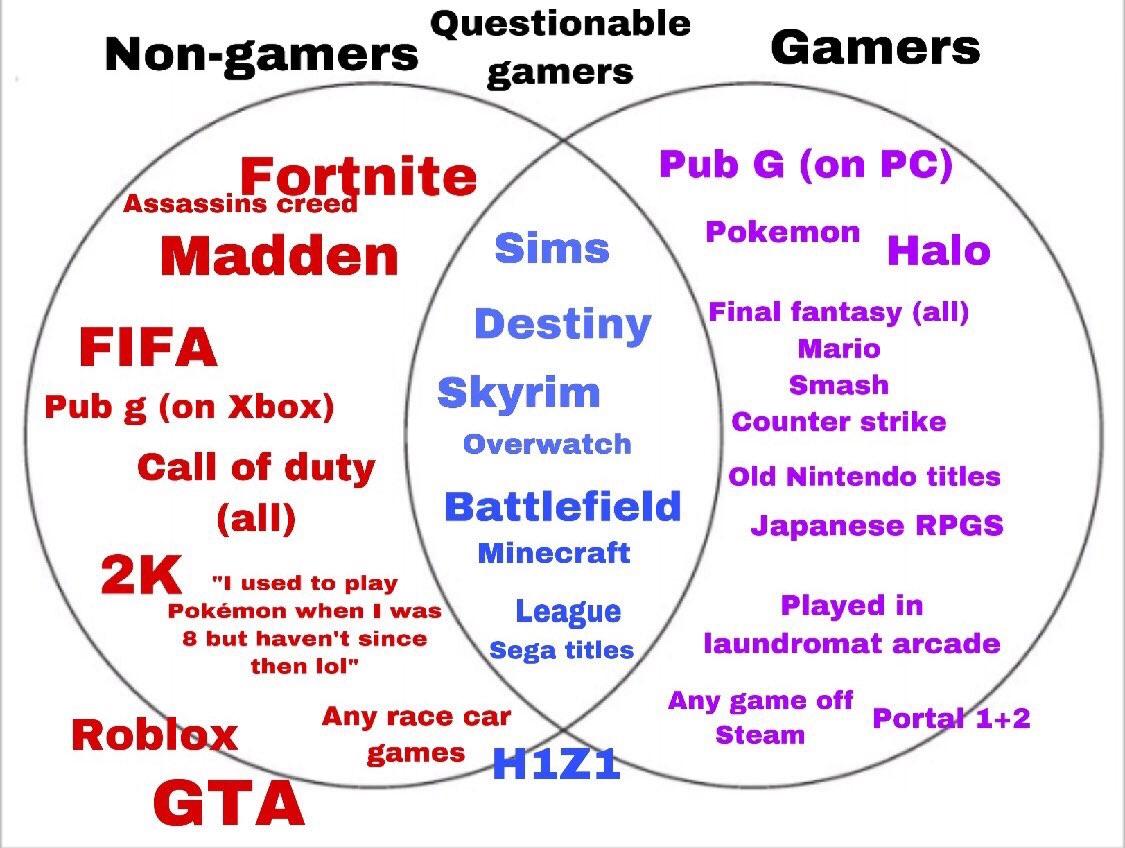 Non-gamers
Questionable
gamers
Gamers
Fortnite
Assassins creed
Madden
FIFA
Pub g (on Xbox)
Call of duty
(all)
2K
"I used to play
Pokémon when I was
8 but haven't since
then lol"
Any race car
games
Roblox
GTA
Sims
Destiny
Skyrim
Overwatch
Battlefield
Minecraft
League
Sega titles
H1Z1
Pub G (on PC)
Pokemon
Halo
Final fantasy (all)
Mario
Smash
Counter strike
Old Nintendo titles
Japanese RPGS
Played in
laundromat arcade
Any game off
Steam
Portal 1+2